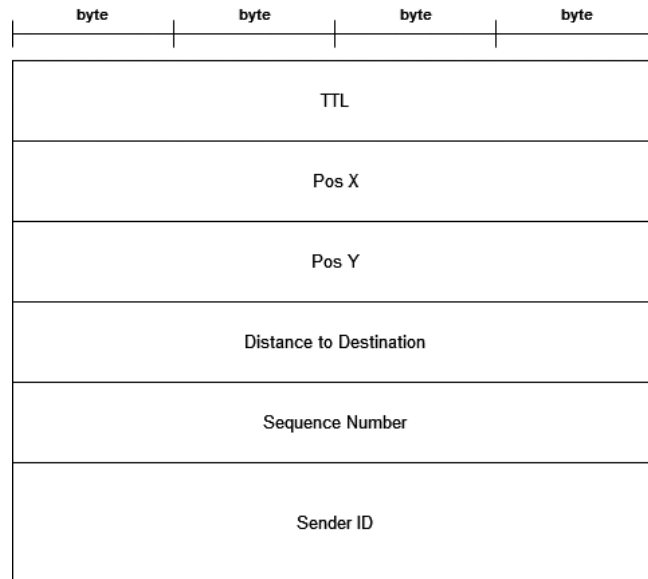 byte byte byte byte
TTL
Pos X
Pos Y
Distance to Destination
Sequence Number
Sender ID